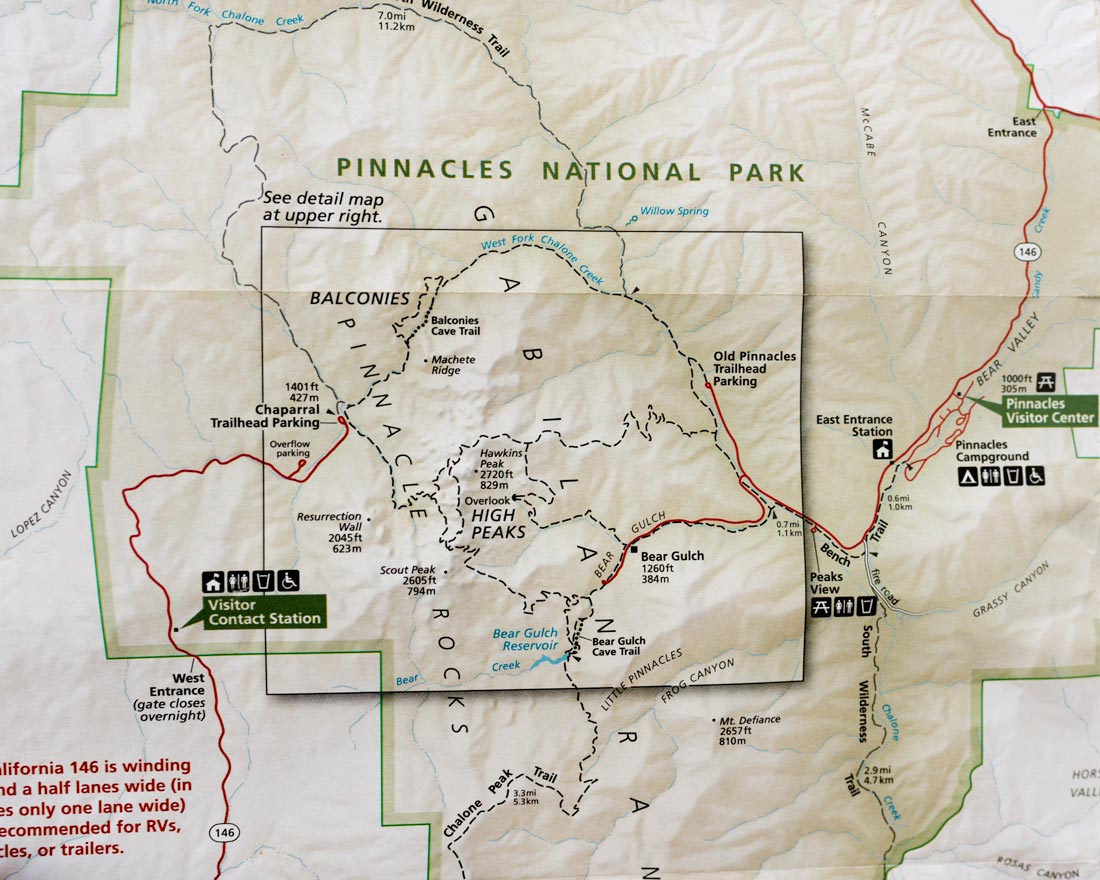 North Fork Chalone Creek
7.0mi
11.2km
Wilderness Trail
East
Entrance
McCABE
CANYON
PINNACLES NATIONAL PARK
See detail map
at upper right.
Willow Spring
West Fork Chalone Creek
Creek
146
Sandy
BEAR VALLEY
GABILAN RAN
BALCONIES
PINNACLE ROCKS
Balconies
Cave Trail
Machete
Ridge
Old Pinnacles
Trailhead
Parking
1000ft
305m
Pinnacles
Visitor Center
1401ft
427m
Chaparral
Trailhead Parking
Overflow
parking
East Entrance
Station
Pinnacles
Campground
Hawkins
Peak
2720ft
829m
Overlook
HIGH
PEAKS
LOPEZ CANYON
0.6mi
1.0km
Resurrection
Wall
2045ft
623m
BEAR GULCH
0.7mi
1.1km
Bench Trail
Bear Gulch
1260ft
384m
Scout Peak
2605ft
794m
Peaks
View
fire road
GRASSY CANYON
Visitor
Contact Station
Bear Gulch
Reservoir
Bear Gulch
Cave Trail
Bear
Creek
LITTLE PINNACLES
FROG CANYON
South Wilderness Trail
West
Entrance
(gate closes
overnight)
Mt. Defiance
2657ft
810m
Chalone
Creek
2.9mi
4.7km
Chalone Peak Trail
3.3mi
5.3km
146
lifornia 146 is winding
nd a half lanes wide (in
es only one lane wide)
ecommended for RVs,
cles, or trailers.
HORS
VALL
ROSAS CANYON